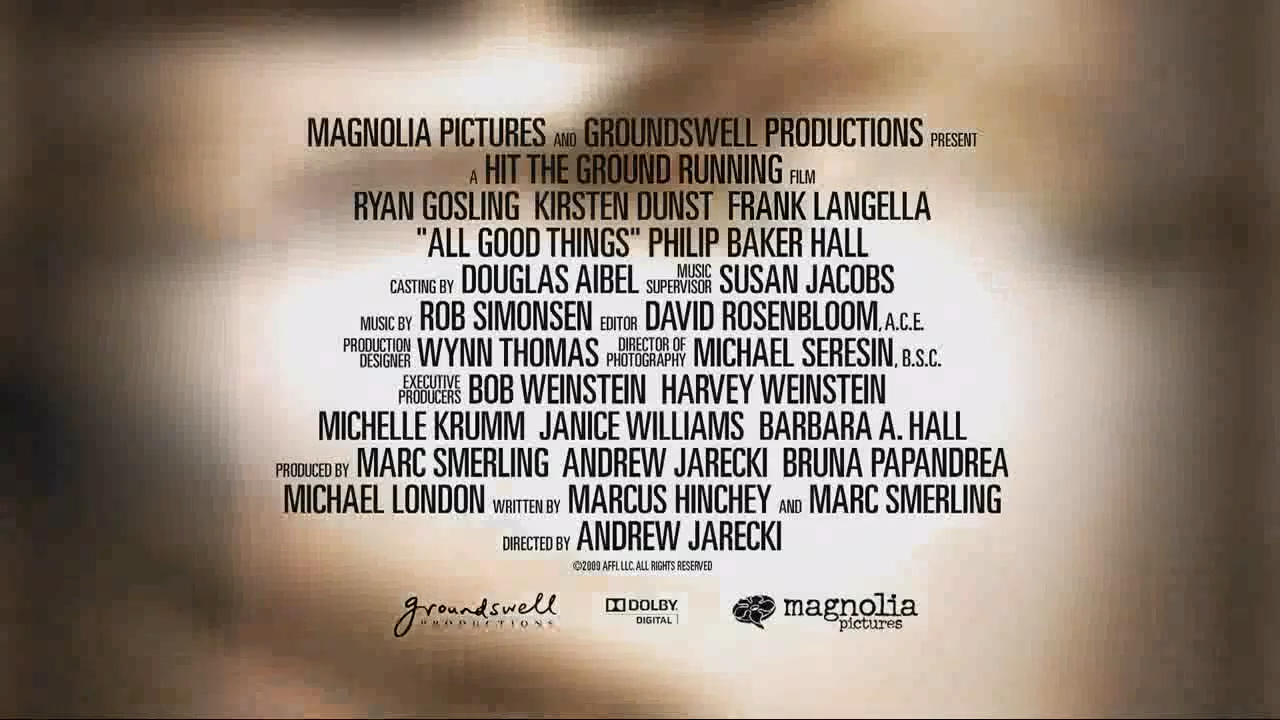 MAGNOLIA PICTURES AND GROUNDSWELL PRODUCTIONS PRESENT
A HIT THE GROUND RUNNING FILM
RYAN GOSLING KIRSTEN DUNST FRANK LANGELLA
"ALL GOOD THINGS" PHILIP BAKER HALL
CASTING BY DOUGLAS AIBEL MUSIC SUPERVISOR SUSAN JACOBS
MUSIC BY ROB SIMONSEN EDITOR DAVID ROSENBLOOM, A.C.E.
PRODUCTION DESIGNER WYNN THOMAS DIRECTOR OF PHOTOGRAPHY MICHAEL SERESIN, B.S.C.
EXECUTIVE PRODUCERS BOB WEINSTEIN HARVEY WEINSTEIN
MICHELLE KRUMM JANICE WILLIAMS BARBARA A. HALL
PRODUCED BY MARC SMERLING ANDREW JARECKI BRUNA PAPANDREA
MICHAEL LONDON WRITTEN BY MARCUS HINCHEY AND MARC SMERLING
DIRECTED BY ANDREW JARECKI
©2009 AFFI, LLC. ALL RIGHTS RESERVED
groundswell
PRODUCTIONS
DOLBY
DIGITAL
magnolia
pictures